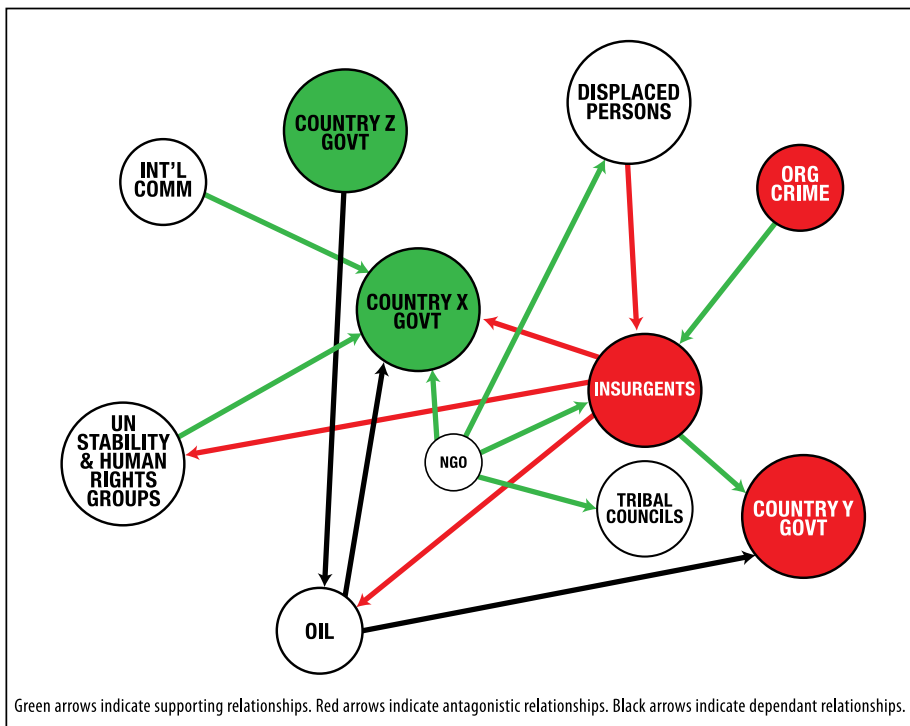 COUNTRY Z
GOVT
DISPLACED
PERSONS
INT'L
COMM
ORG
CRIME
COUNTRY X
GOVT
INSURGENTS
UN
STABILITY
& HUMAN
RIGHTS
GROUPS
NGO
TRIBAL
COUNCILS
COUNTRY Y
GOVT
OIL
Green arrows indicate supporting relationships. Red arrows indicate antagonistic relationships. Black arrows indicate dependant relationships.